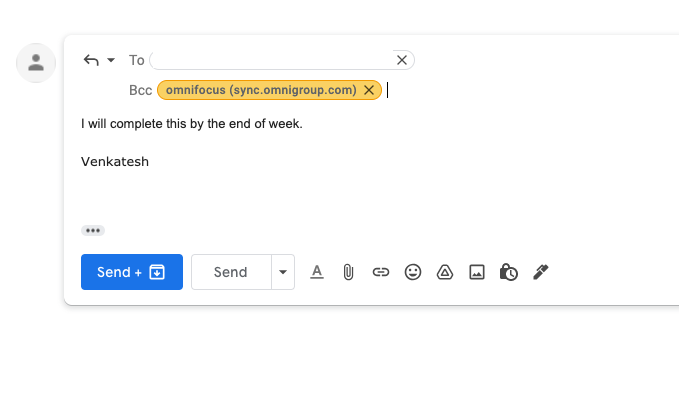 To
Bcc omnifocus (sync.omnigroup.com)
I will complete this by the end of week.
Venkatesh
Send + Send A